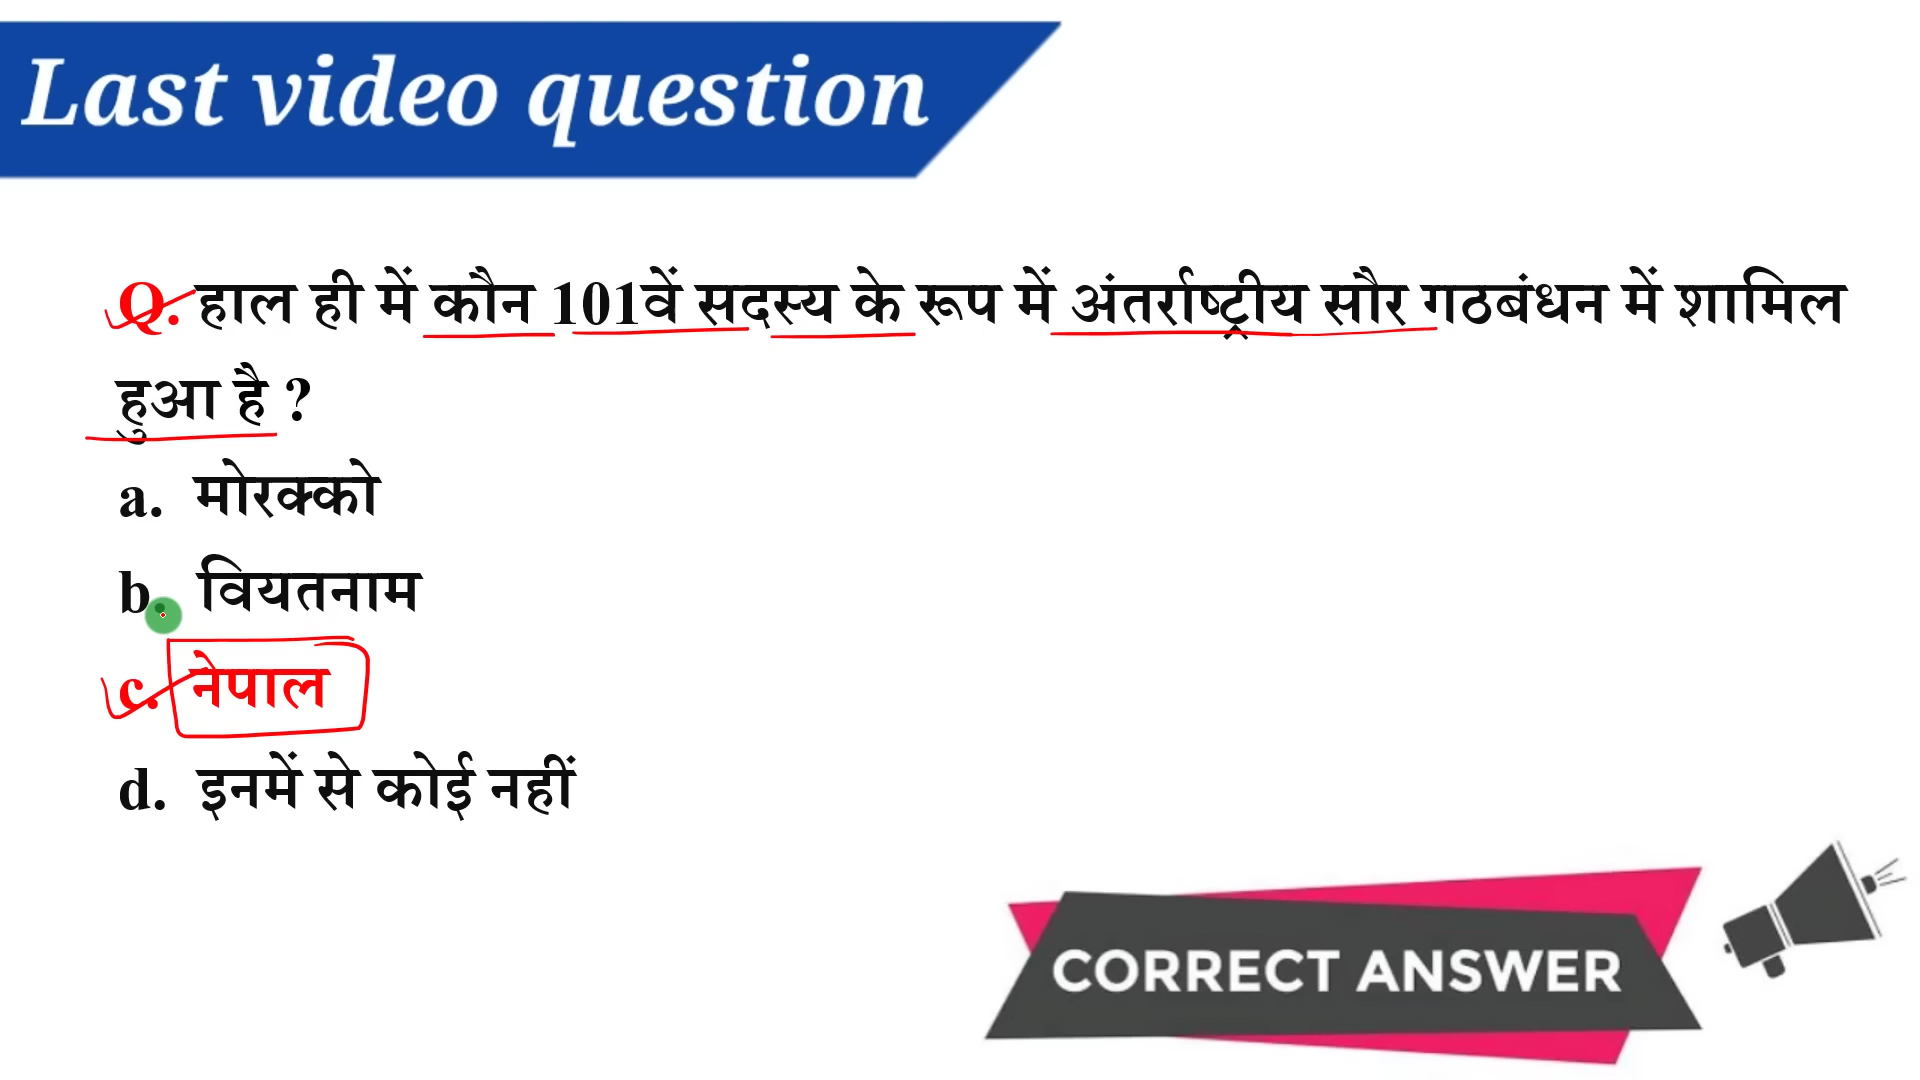 Last video question
Q. हाल ही में कौन 101वें सदस्य के रूप में अंतर्राष्ट्रीय सौर गठबंधन में शामिल
हुआ है ?
a. मोरक्को
b. वियतनाम
c. नेपाल
d. इनमें से कोई नहीं
CORRECT ANSWER